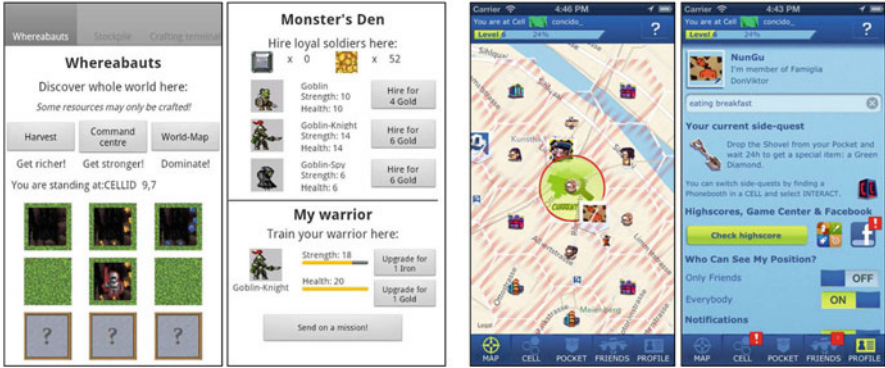 Whereabauts
Stockpile
Crafting terminal
Whereabauts
Discover whole world here:
Some resources may only be crafted!
Harvest
Command
centre
World-Map
Get richer!
Get stronger!
Dominate!
You are standing at:CELLID 9,7
?
?
?
Monster's Den
Hire loyal soldiers here:
x 0
x 52
Goblin
Strength: 10
Health: 10
Hire for
4 Gold
Goblin-Knight
Strength: 14
Health: 14
Hire for
6 Gold
Goblin-Spy
Strength: 6
Health: 6
Hire for
6 Gold
My warrior
Train your warrior here:
Goblin-Knight
Strength: 18
Upgrade for
1 Iron
Health: 20
Upgrade for
1 Gold
Send on a mission!
Carrier
4:46 PM
You are at Cell
concido_
Level 6
24%
?
Sihlquai
Kunstha
Limm
Meienberg
Legal
MAP
CELL
POCKET
FRIENDS
PROFILE
Carrier
4:43 PM
You are at Cell
concido_
Level 6
24%
?
NunGu
I'm member of Famiglia
DonViktor
eating breakfast
Your current side-quest
Drop the Shovel from your Pocket and
wait 24h to get a special item: a Green
Diamond.
You can switch side-quests by finding a
Phonebooth in a CELL and select INTERACT.
Highscores, Game Center & Facebook
Check highscore
Who Can See My Position?
Only Friends
OFF
Everybody
ON
Notifications
MAP
CELL
POCKET
FRIENDS
PROFILE